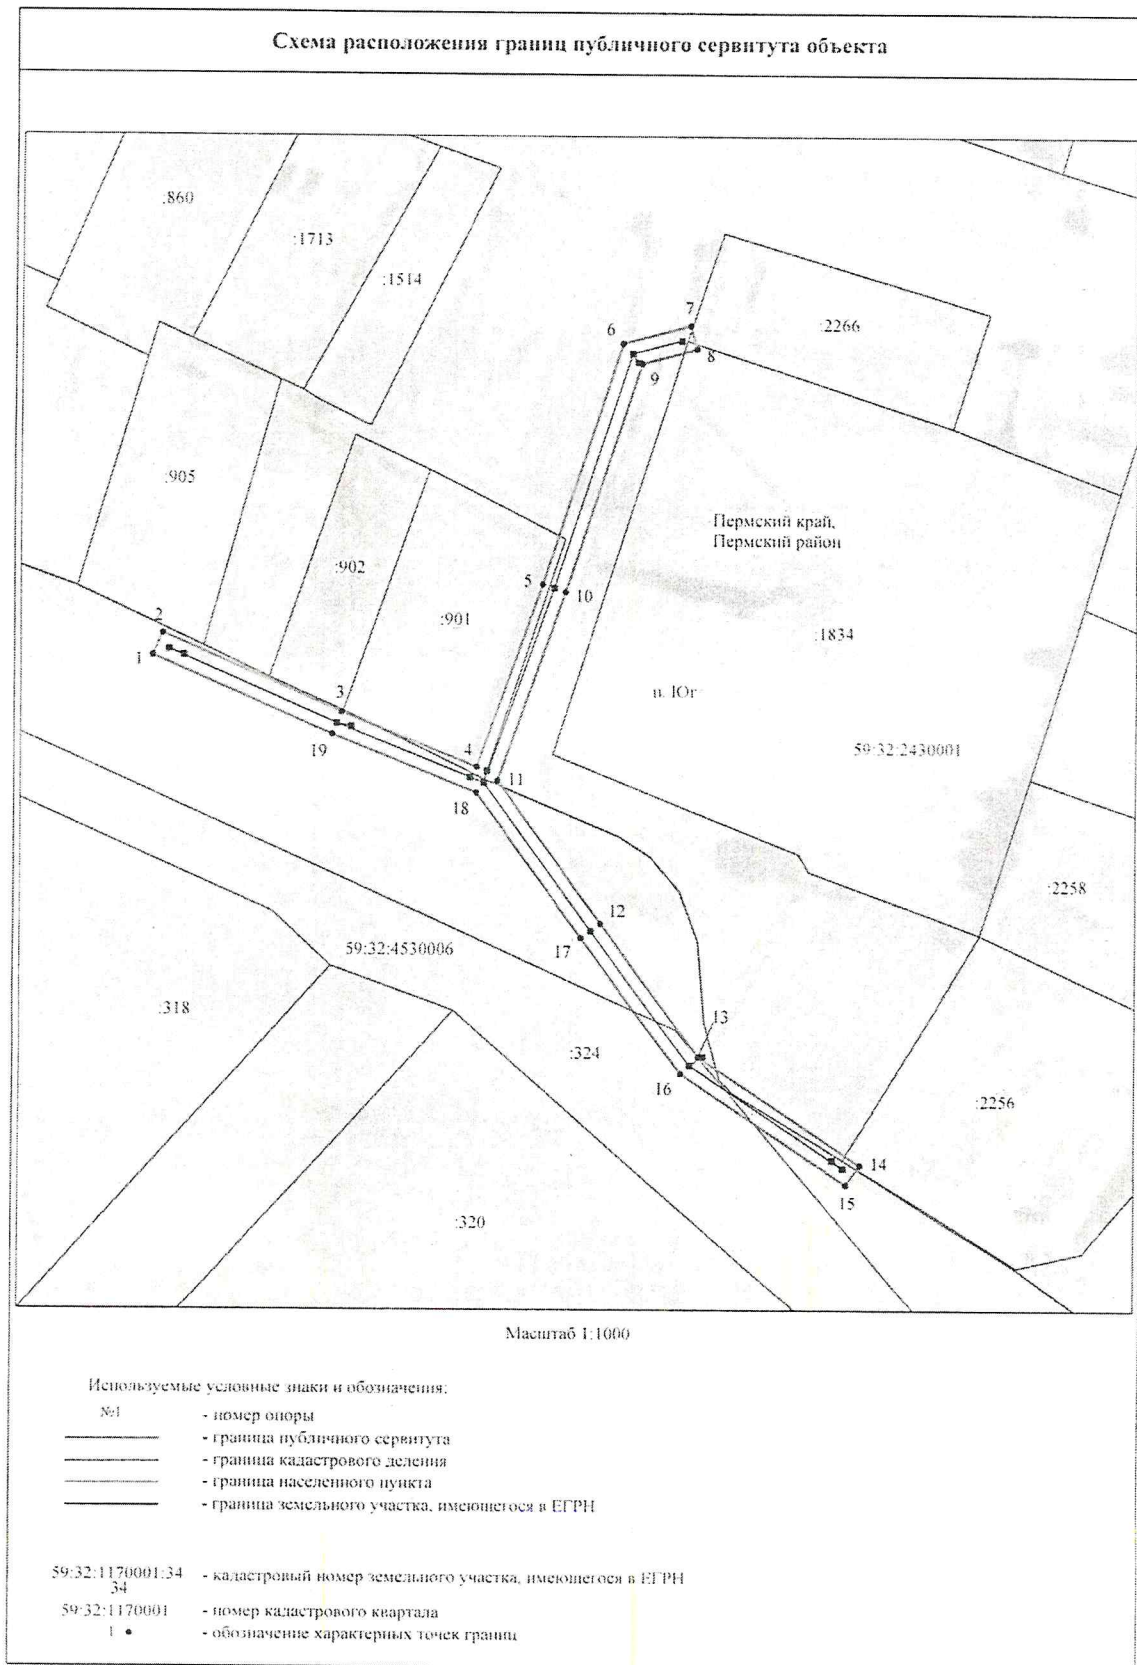 Схема расположения границ публичного сервитута объекта
:860
:1713
:1514
7
:2266
6
8
9
:905
Пермский край,
Пермский район
:902
5
10
:901
:1834
2
1
п. Юг
3
19
4
59:32:2430001
11
18
:2258
12
17
59:32:4530006
:318
13
:324
16
:2256
14
15
:320
Масштаб 1:1000
Используемые условные знаки и обозначения:
№1 - номер опоры
- граница публичного сервитута
- граница кадастрового деления
- граница населенного пункта
- граница земельного участка, имеющегося в ЕГРН
59:32:1170001:34 - кадастровый номер земельного участка, имеющегося в ЕГРН
34
59:32:1170001 - номер кадастрового квартала
1 - обозначение характерных точек границ